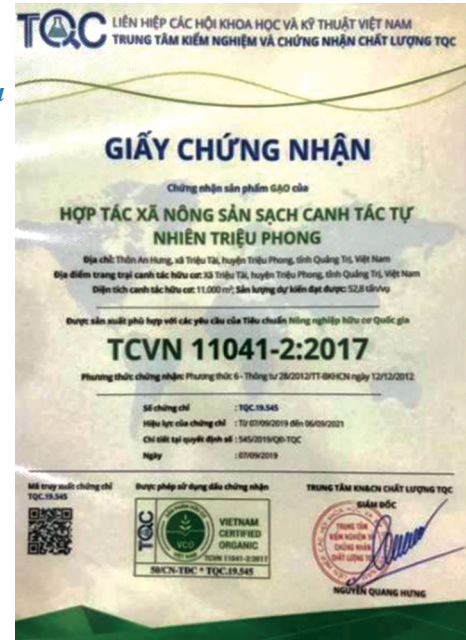 TQC
LIÊN HIỆP CÁC HỘI KHOA HỌC VÀ KỸ THUẬT VIỆT NAM
TRUNG TÂM KIỂM NGHIỆM VÀ CHỨNG NHẬN CHẤT LƯỢNG TQC
GIẤY CHỨNG NHẬN
Chứng nhận sản phẩm GẠO của
HỢP TÁC XÃ NÔNG SẢN SẠCH CANH TÁC TỰ
NHIÊN TRIỆU PHONG
Địa chỉ: Thôn An Hưng, xã Triệu Tài, huyện Triệu Phong, tỉnh Quảng Trị, Việt Nam
Địa điểm trang trại canh tác hữu cơ: Xã Triệu Tài, huyện Triệu Phong, tỉnh Quảng Trị, Việt Nam
Diện tích canh tác hữu cơ: 11.000 m²; Sản lượng dự kiến đạt được: 52,8 tấn/vụ
Được sản xuất phù hợp với các yêu cầu của Tiêu chuẩn Nông nghiệp hữu cơ Quốc gia
TCVN 11041-2:2017
Phương thức chứng nhận: Phương thức 6 - Thông tư 28/2012/TT-BKHCN ngày 12/12/2012
Số chứng chỉ : TQC.19.545
Hiệu lực của chứng chỉ : Từ 07/09/2019 đến 06/09/2021
Chi tiết tại quyết định số : 545/2019/QĐ-TQC
Ngày : 07/09/2019
Mã truy xuất chứng chỉ
TQC.19.545
Được phép sử dụng dấu chứng nhận
TQC
VCO
VIETNAM
CERTIFIED
ORGANIC
TCVN 11041-2:2017
50/CN-TĐC * TQC.19.545
TRUNG TÂM KN&CN CHẤT LƯỢNG TQC
GIÁM ĐỐC
TRUNG TÂM
KIỂM NGHIỆM VÀ
CHỨNG NHẬN
CHẤT LƯỢNG TQC
NGUYỄN QUANG HƯNG